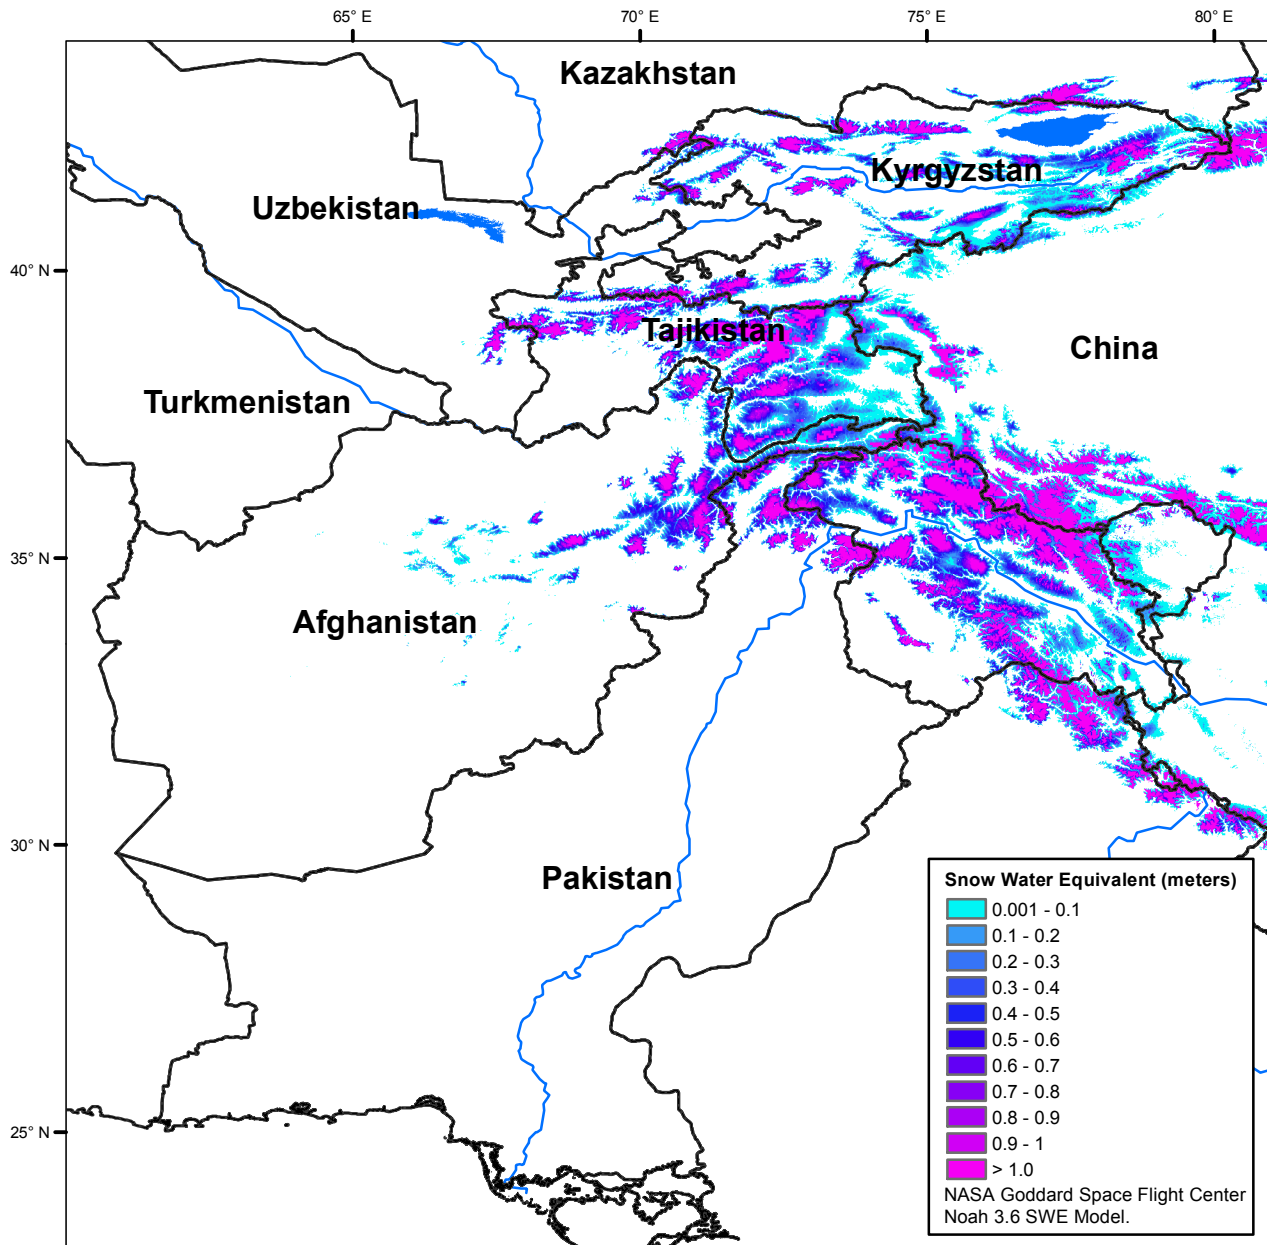 65° E
70° E
75° E
80° E
Kazakhstan
Kyrgyzstan
Uzbekistan
40° N
Tajikistan
China
Turkmenistan
35° N
Afghanistan
30° N
Pakistan
25° N
Snow Water Equivalent (meters)
0.001 - 0.1
0.1 - 0.2
0.2 - 0.3
0.3 - 0.4
0.4 - 0.5
0.5 - 0.6
0.6 - 0.7
0.7 - 0.8
0.8 - 0.9
0.9 - 1
> 1.0
NASA Goddard Space Flight Center
Noah 3.6 SWE Model.